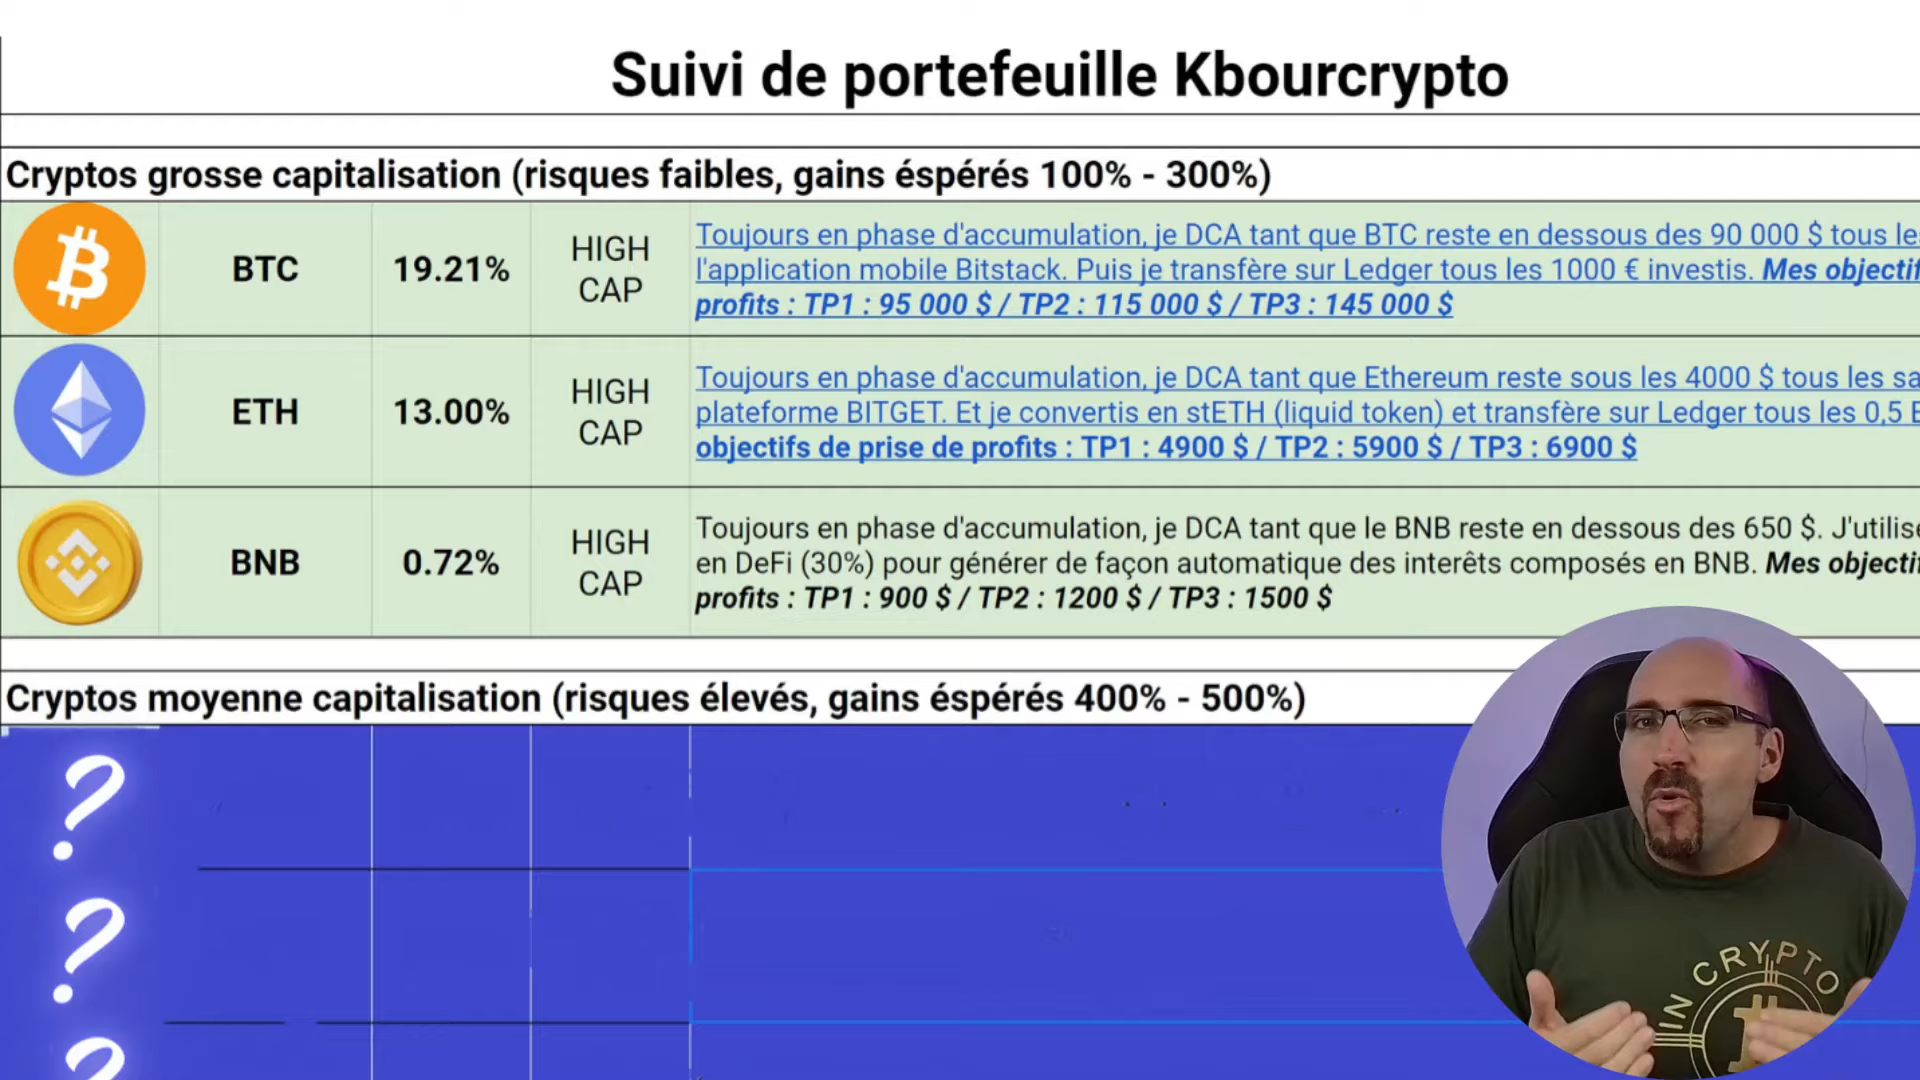 Suivi de portefeuille Kbourcrypto
Cryptos grosse capitalisation (risques faibles, gains éspérés 100% - 300%)
BTC
19.21%
HIGH
CAP
Toujours en phase d'accumulation, je DCA tant que BTC reste en dessous des 90 000 $ tous
l'application mobile Bitstack. Puis je transfère sur Ledger tous les 1000 € investis. Mes
profits : TP1 : 95 000 $ / TP2 : 115 000 $ / TP3 : 145 000 $
ETH
13.00%
HIGH
CAP
Toujours en phase d'accumulation, je DCA tant que Ethereum reste sous les 4000 $ tous les
plateforme BITGET. Et je convertis en stETH (liquid token) et transfère sur Ledger tous les 0,5
objectifs de prise de profits : TP1 : 4900 $ / TP2 : 5900 $ / TP3 : 6900 $
BNB
0.72%
HIGH
CAP
Toujours en phase d'accumulation, je DCA tant que le BNB reste en dessous des 650 $.
en DeFi (30%) pour générer de façon automatique des interêts composés en BNB. Mes
profits : TP1 : 900 $ / TP2 : 1200 $ / TP3 : 1500 $
Cryptos moyenne capitalisation (risques élevés, gains éspérés 400% - 500%)
?
?
?
IN CRYPTO